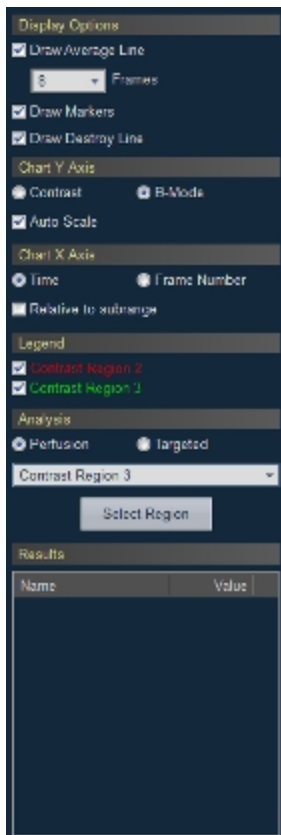 Display Options
Draw Average Line
8 Frames
Draw Markers
Draw Destroy Line
Chart Y Axis
Contrast B-Mode
Auto Scale
Chart X Axis
Time Frame Number
Relative to subrange
Legend
Contrast Region 2
Contrast Region 3
Analysis
Perfusion Targeted
Contrast Region 3
Select Region
Results
Name Value